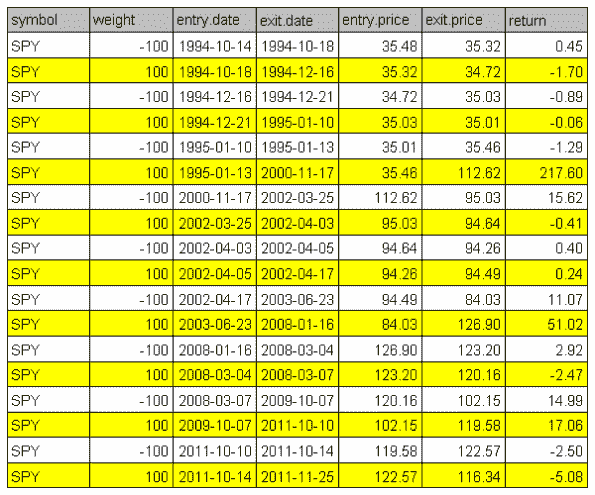 symbol weight entry.date exit.date entry.price exit.price return
SPY -100 1994-10-14 1994-10-18 35.48 35.32 0.45
SPY 100 1994-10-18 1994-12-16 35.32 34.72 -1.70
SPY -100 1994-12-16 1994-12-21 34.72 35.03 -0.89
SPY 100 1994-12-21 1995-01-10 35.03 35.01 -0.06
SPY -100 1995-01-10 1995-01-13 35.01 35.46 -1.29
SPY 100 1995-01-13 2000-11-17 35.46 112.62 217.60
SPY -100 2000-11-17 2002-03-25 112.62 95.03 15.62
SPY 100 2002-03-25 2002-04-03 95.03 94.64 -0.41
SPY -100 2002-04-03 2002-04-05 94.64 94.26 0.40
SPY 100 2002-04-05 2002-04-17 94.26 94.49 0.24
SPY -100 2002-04-17 2003-06-23 94.49 84.03 11.07
SPY 100 2003-06-23 2008-01-16 84.03 126.90 51.02
SPY -100 2008-01-16 2008-03-04 126.90 123.20 2.92
SPY 100 2008-03-04 2008-03-07 123.20 120.16 -2.47
SPY -100 2008-03-07 2009-10-07 120.16 102.15 14.99
SPY 100 2009-10-07 2011-10-10 102.15 119.58 17.06
SPY -100 2011-10-10 2011-10-14 119.58 122.57 -2.50
SPY 100 2011-10-14 2011-11-25 122.57 116.34 -5.08